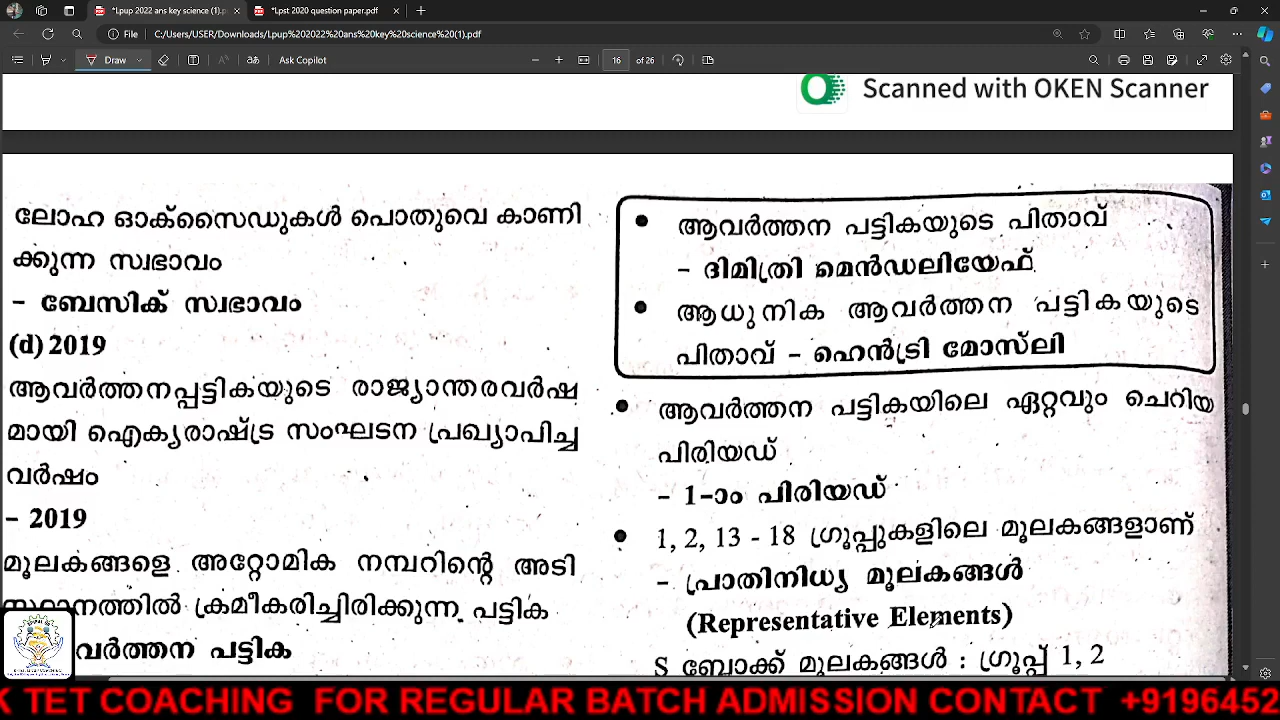 *Lpup 2022 ans key science (1).p
*Lpst 2020 question paper.pdf
File C:/Users/USER/Downloads/Lpup%202022%20ans%20key%20science%20(1).pdf
Draw Ask Copilot 16 of 26
Scanned with OKEN Scanner
ലോഹ ഓക്സൈഡുകൾ പൊതുവെ കാണി
ക്കുന്ന സ്വഭാവം
- ബേസിക് സ്വഭാവം
(d) 2019
ആവർത്തനപ്പട്ടികയുടെ രാജ്യാന്തരവർഷ
മായി ഐക്യരാഷ്ട്ര സംഘടന പ്രഖ്യാപിച്ച
വർഷം
- 2019
മൂലകങ്ങളെ അറ്റോമിക നമ്പറിന്റെ അടി
സ്ഥാനത്തിൽ ക്രമീകരിച്ചിരിക്കുന്ന പട്ടിക
വർത്തന പട്ടിക
• ആവർത്തന പട്ടികയുടെ പിതാവ്
- ദിമിത്രി മെൻഡലിയേഫ്
• ആധുനിക ആവർത്തന പട്ടികയുടെ
പിതാവ് - ഹെൻട്രി മോസ്‌ലി
• ആവർത്തന പട്ടികയിലെ ഏറ്റവും ചെറിയ
പിരിയഡ്
- 1-ാം പിരിയഡ്
• 1, 2, 13 - 18 ഗ്രൂപ്പുകളിലെ മൂലകങ്ങളാണ്
- പ്രാതിനിധ്യ മൂലകങ്ങൾ
(Representative Elements)
S ബ്ലോക്ക് മൂലകങ്ങൾ : ഗ്രൂപ്പ് 1, 2
K TET COACHING FOR REGULAR BATCH ADMISSION CONTACT +9196452